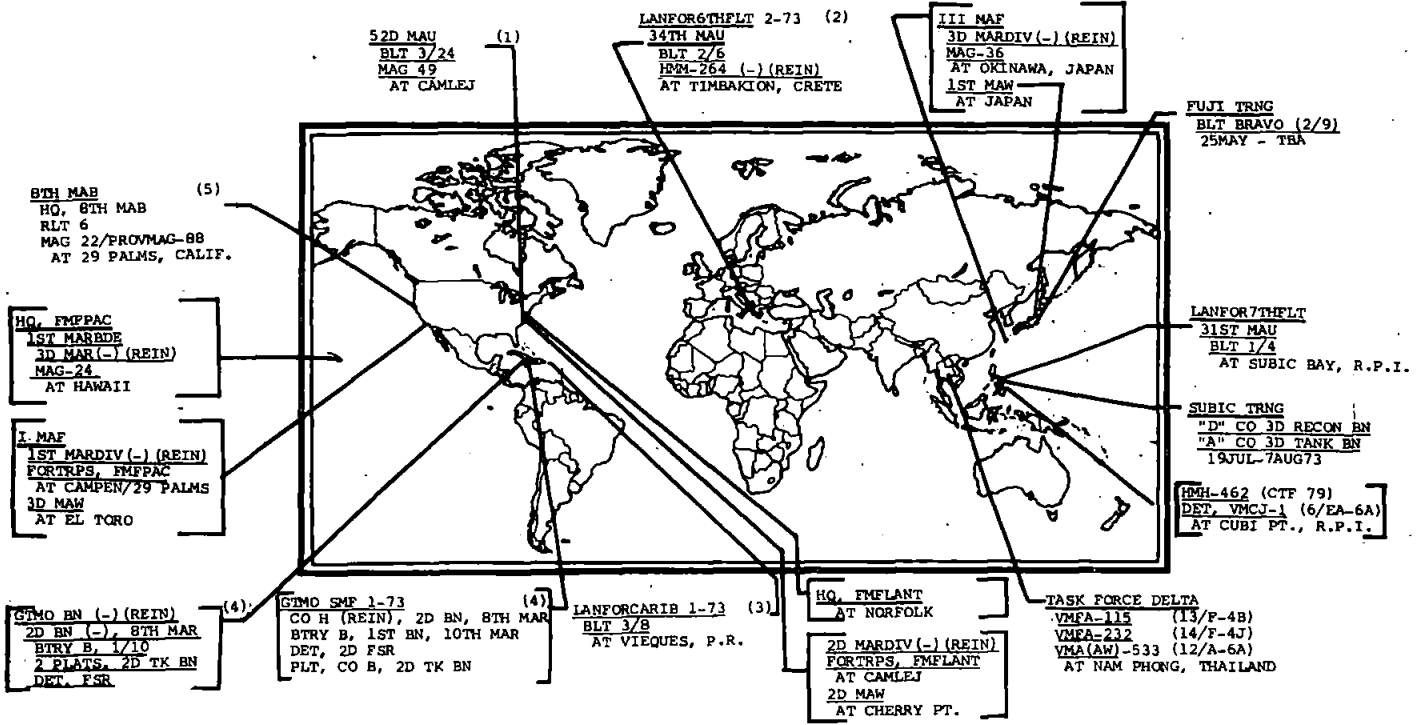 52D MAU (1)
BLT 3/24
MAG 49
AT CAMLEJ
LANFOR6THFLT 2-73 (2)
34TH MAU
BLT 2/6
HMM-264 (-)(REIN)
AT TIMBAKION, CRETE
III MAF
3D MARDIV(-)(REIN)
MAG-36
AT OKINAWA, JAPAN
1ST MAW
AT JAPAN
FUJI TRNG
BLT BRAVO (2/9)
25MAY - TBA
8TH MAB (5)
HQ, 8TH MAB
RLT 6
MAG 22/PROVMAG-88
AT 29 PALMS, CALIF.
HQ, FMFPAC
1ST MARBDE
3D MAR(-)(REIN)
MAG-24
AT HAWAII
LANFOR7THFLT
31ST MAU
BLT 1/4
AT SUBIC BAY, R.P.I.
I MAF
1ST MARDIV(-)(REIN)
FORTRPS, FMFPAC
AT CAMPEN/29 PALMS
3D MAW
AT EL TORO
SUBIC TRNG
"D" CO 3D RECON BN
"A" CO 3D TANK BN
19JUL-7AUG73
HMH-462 (CTF 79)
DET, VMCJ-1 (6/EA-6A)
AT CUBI PT., R.P.I.
GTMO BN (-)(REIN) (4)
2D BN (-), 8TH MAR
BTRY B, 1/10
2 PLATS. 2D TK BN
DET. FSR
GTMO SMF 1-73 (4)
CO H (REIN), 2D BN, 8TH MAR
BTRY B, 1ST BN, 10TH MAR
DET, 2D FSR
PLT, CO B, 2D TK BN
LANFORCARIB 1-73 (3)
BLT 3/8
AT VIEQUES, P.R.
HQ, FMFLANT
AT NORFOLK
2D MARDIV(-)(REIN)
FORTRPS, FMFLANT
AT CAMLEJ
2D MAW
AT CHERRY PT.
TASK FORCE DELTA
VMFA-115 (13/F-4B)
VMFA-232 (14/F-4J)
VMA(AW)-533 (12/A-6A)
AT NAM PHONG, THAILAND